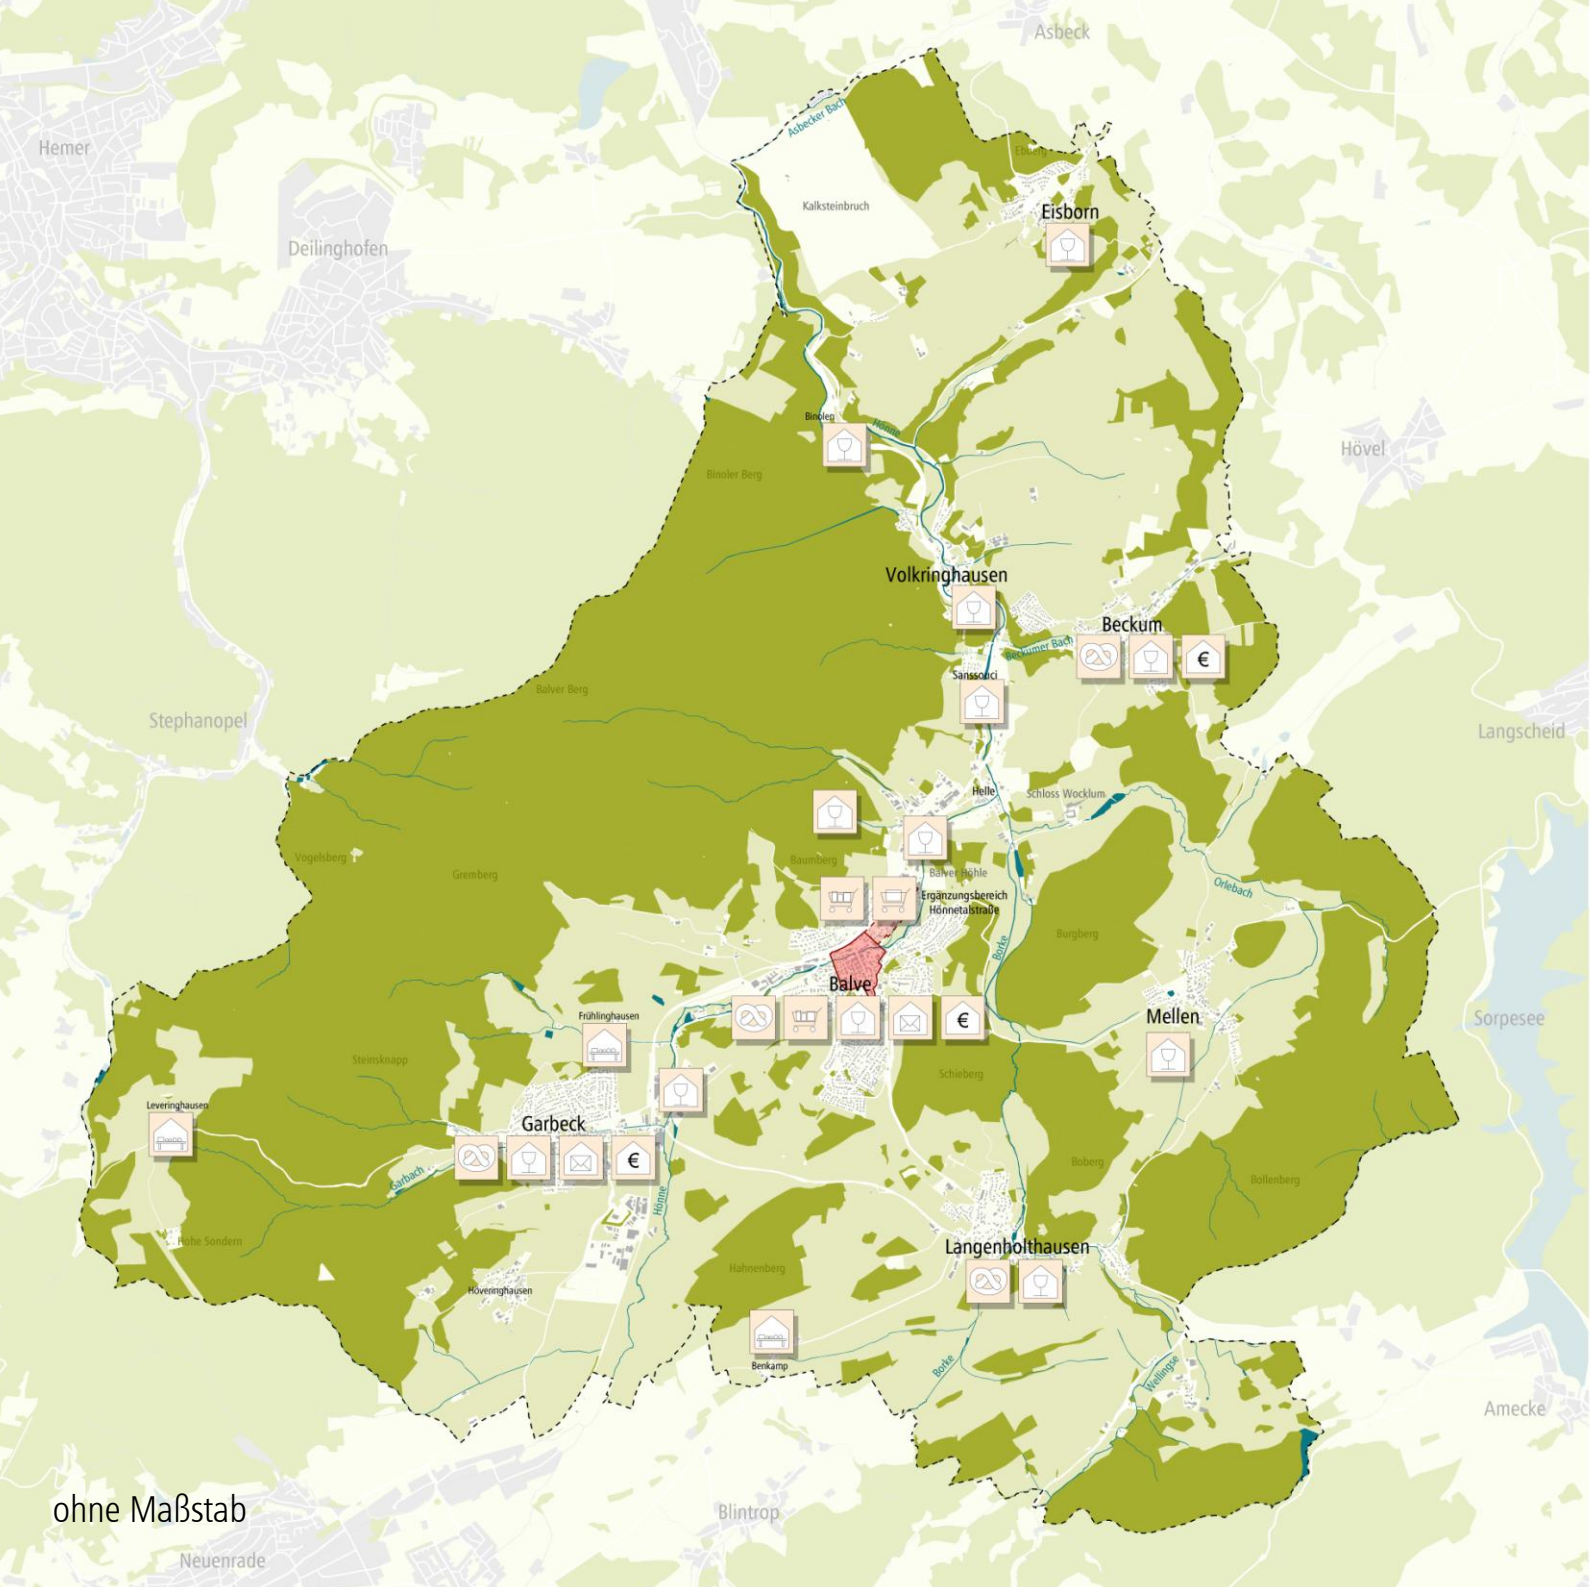 Asbeck
Asbecker Bach
Hemer
Ebberg
Kalksteinbruch
Eisborn
Deilinghofen
Binolen
Hönne
Hövel
Binoler Berg
Volkringhausen
Beckum
Beckumer Bach
€
Sanssouci
Balver Berg
Stephanopel
Langscheid
Helle
Schloss Wocklum
Vogelsberg
Baumberg
Gremberg
Balver Höhle
Orlebach
Ergänzungsbereich
Hönnetalstraße
Burgberg
Borke
Balve
Frühlinghausen
€
Mellen
Sorpesee
Steinsknapp
Schieberg
Leveringhausen
Garbeck
€
Garbach
Boberg
Bollenberg
Hönne
Hohe Sondern
Langenholthausen
Hahnenberg
Höveringhausen
Benkamp
Borke
Wellingse
Amecke
ohne Maßstab
Blintrop
Neuenrade